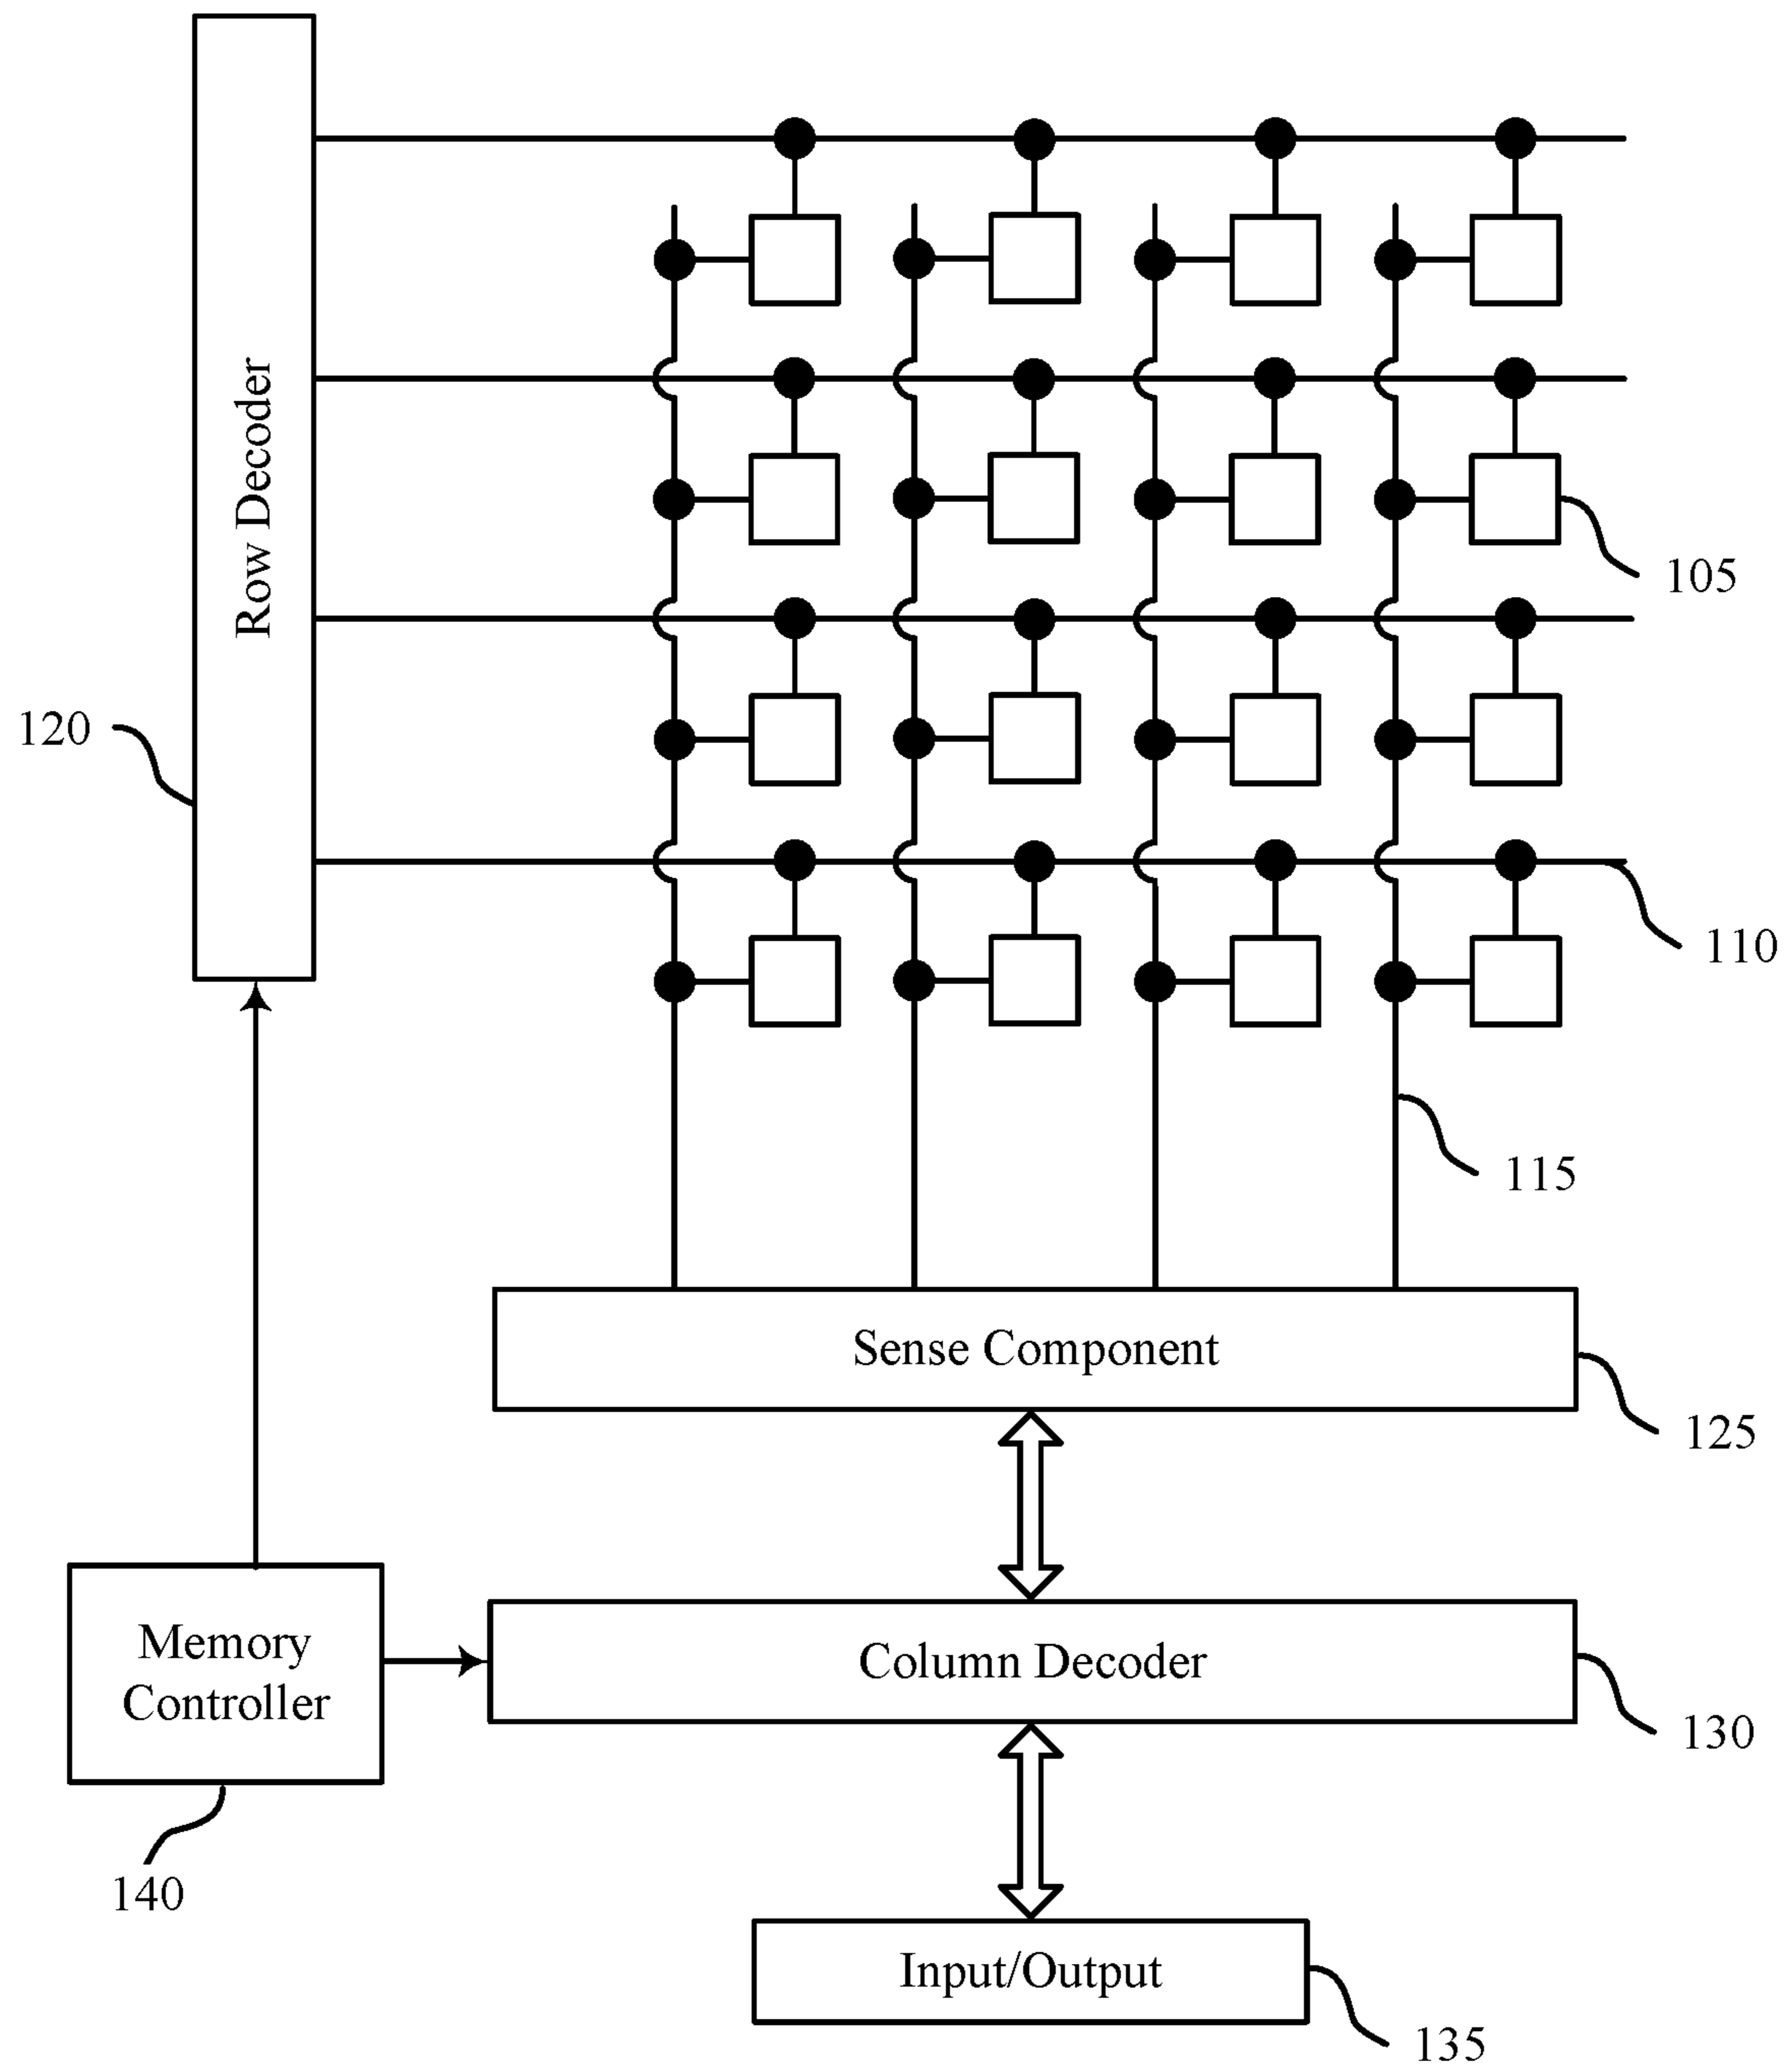 Row Decoder
105
120
110
115
Sense Component
125
Memory
Controller
Column Decoder
130
140
Input/Output
135